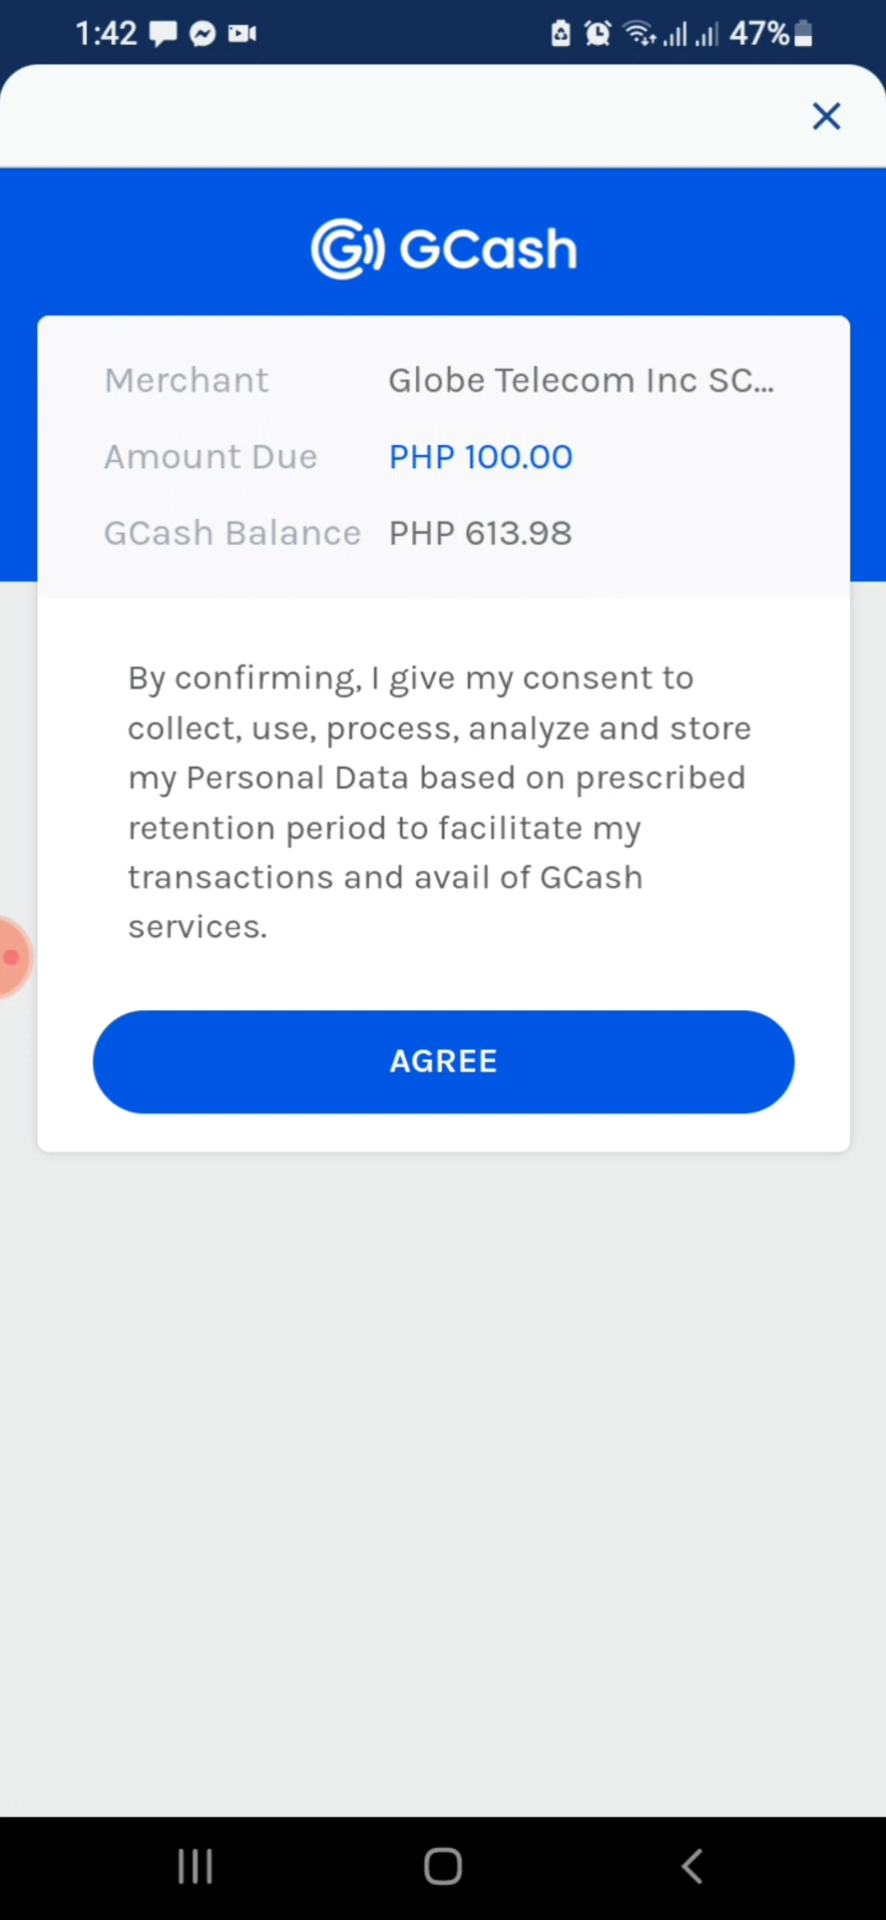 1:42
47%
GCash
Merchant Globe Telecom Inc SC...
Amount Due PHP 100.00
GCash Balance PHP 613.98
By confirming, I give my consent to
collect, use, process, analyze and store
my Personal Data based on prescribed
retention period to facilitate my
transactions and avail of GCash
services.
AGREE